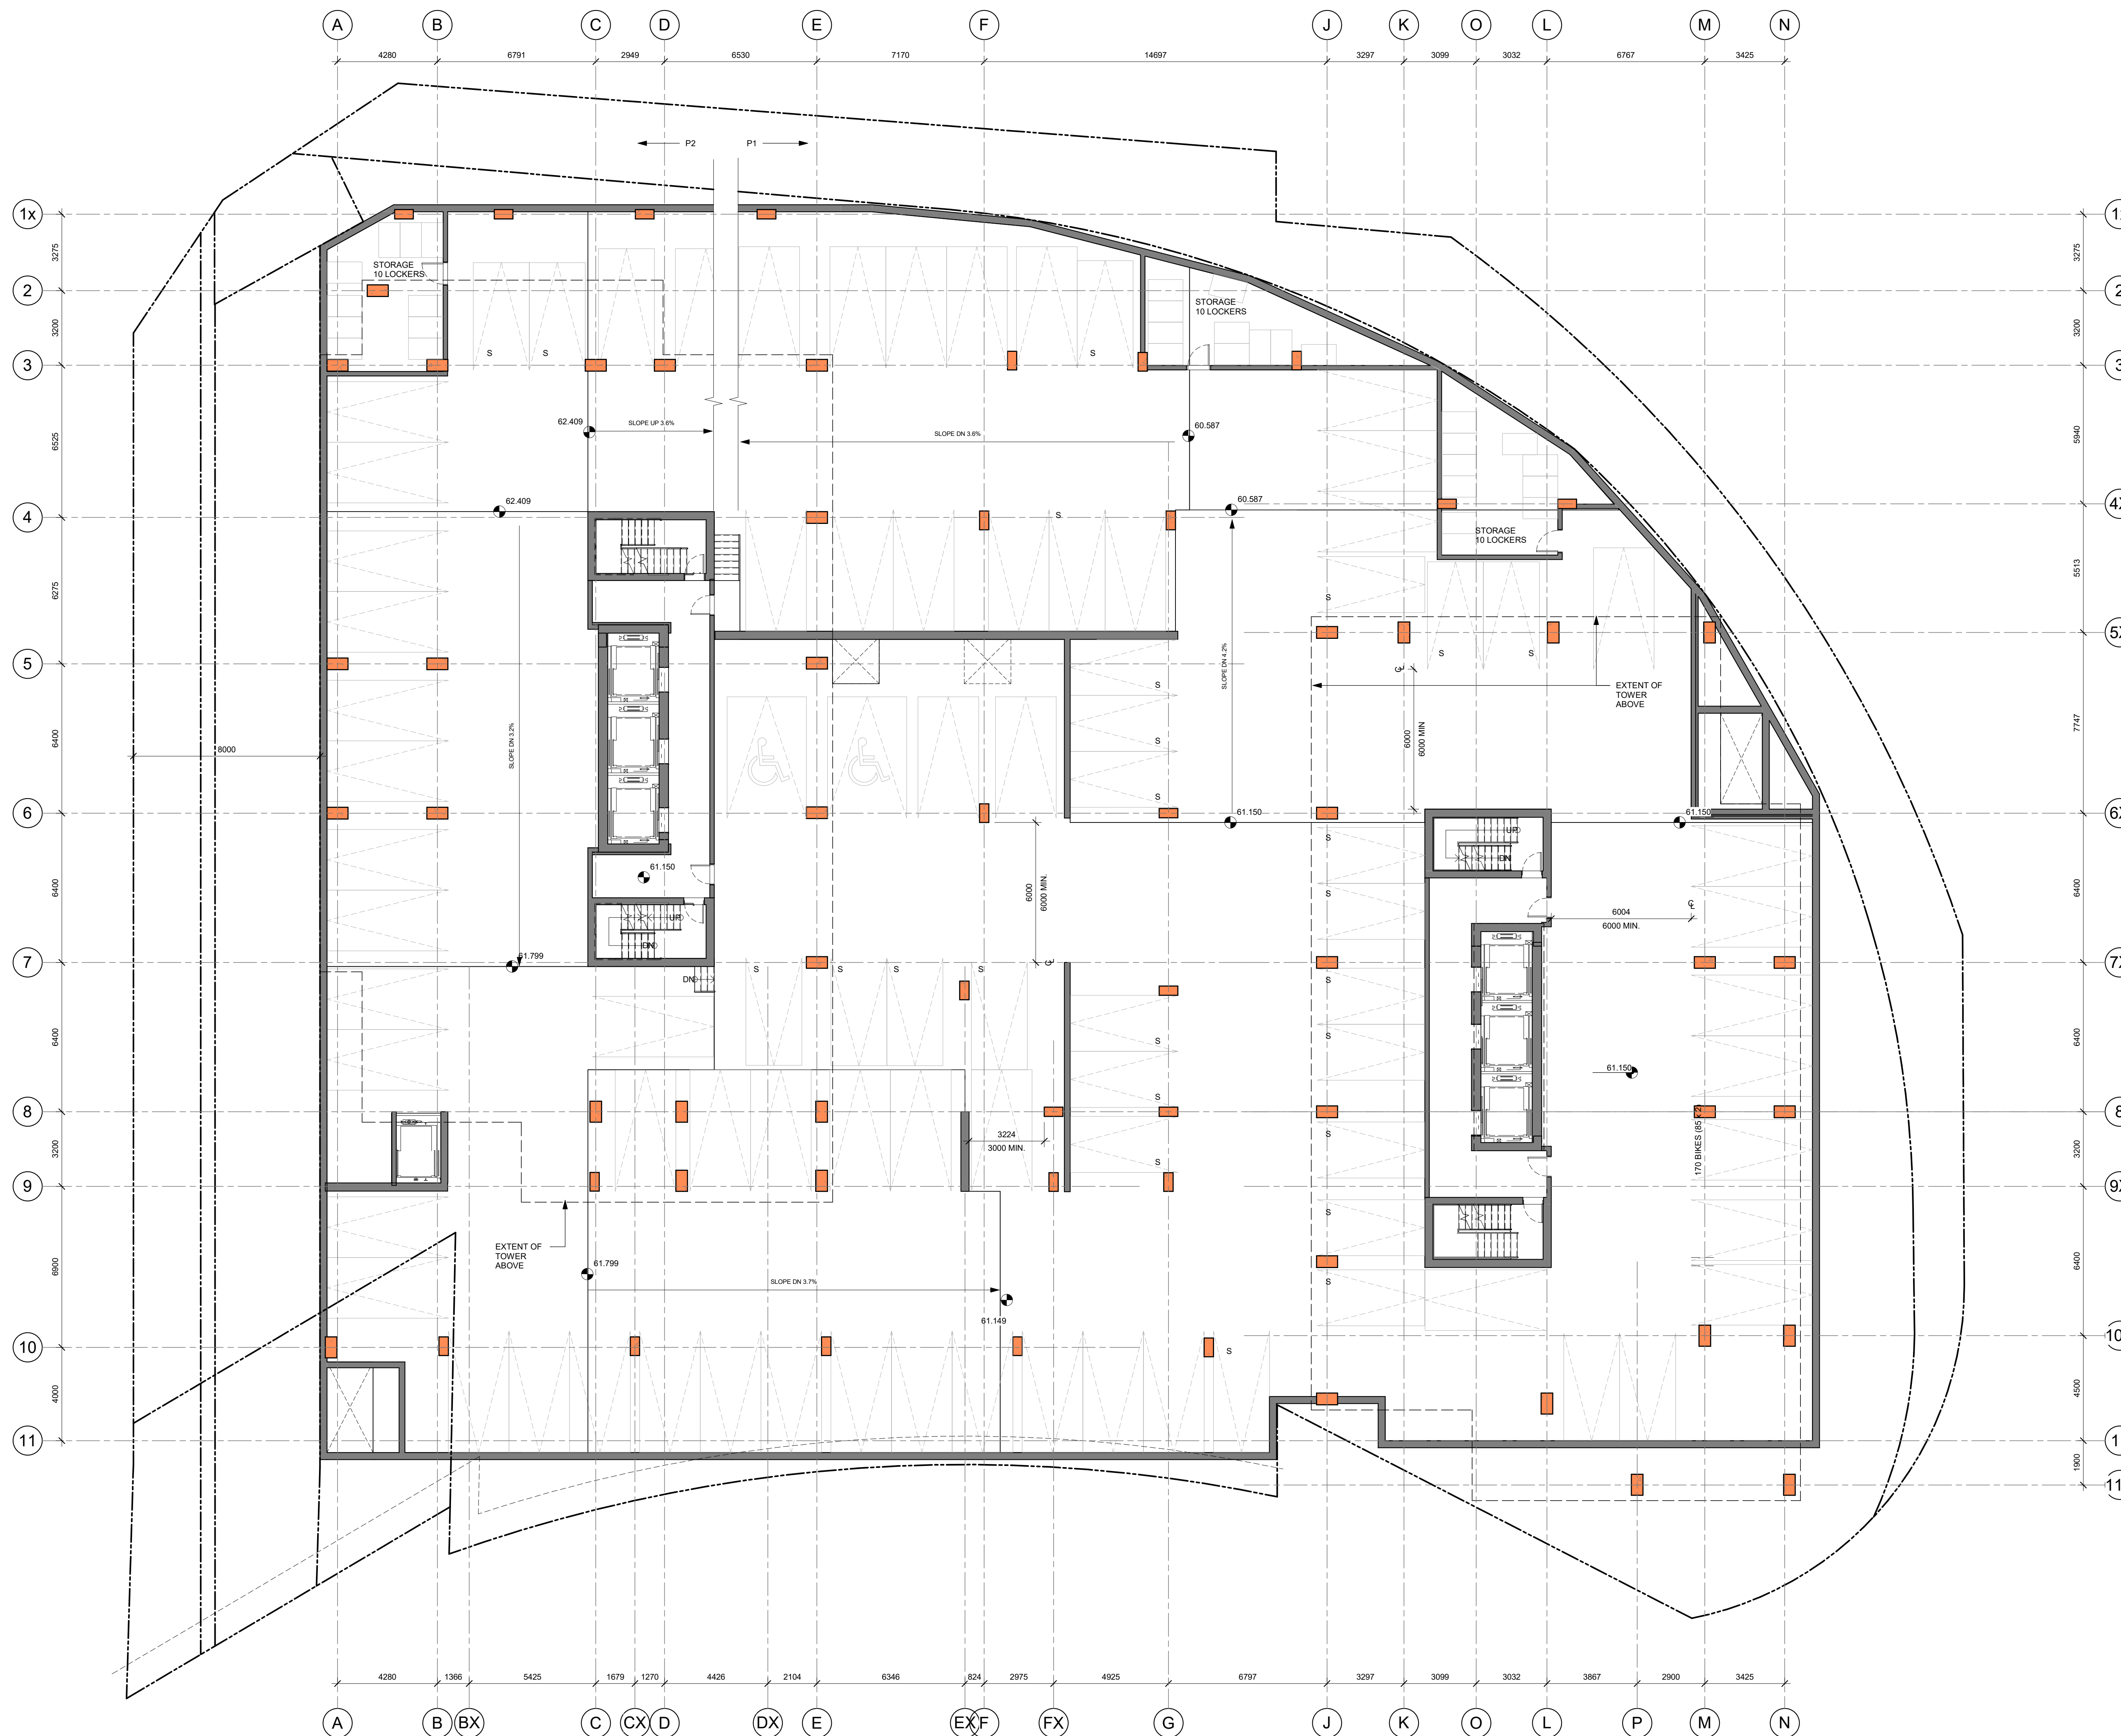 A B C D E F J K O L M N
4280 6791 2949 6530 7170 14697 3297 3099 3032 6767 3425
P2 P1
1x
3275 3275
STORAGE
10 LOCKERS
2 2
STORAGE
10 LOCKERS
3200 3200
S S S
3 3
62.409 SLOPE UP 3.6% SLOPE DN 3.6% 60.587
6525 5940
62.409 60.587
4 S 4X
STORAGE
10 LOCKERS
6275 5513
S
5 S S
SLOPE DN 4.2%
S
EXTENT OF
TOWER
ABOVE
6400 7747
SLOPE DN 3.2%
8000
S
6000
6000 MIN
S
6 61.150 61.150
UP
S
DN
61.150
6400 6400
6000
6000 MIN.
S
UP
6004
6000 MIN.
DN
61.799
7 S S S
DN S
6400 6400
S
S
61.150
8
170 BIKES (85 x 2)
3224
3000 MIN.
S
3200 3200
S
9
S
EXTENT OF
TOWER
ABOVE
61.799
6900 6400
SLOPE DN 3.7%
S
61.149
10 S
4000 4500
11
1900
4280 1366 5425 1679 1270 4426 2104 6346 824 2975 4925 6797 3297 3099 3032 3867 2900 3425
A B BX C CX D DX E EX F FX G J K O L P M N